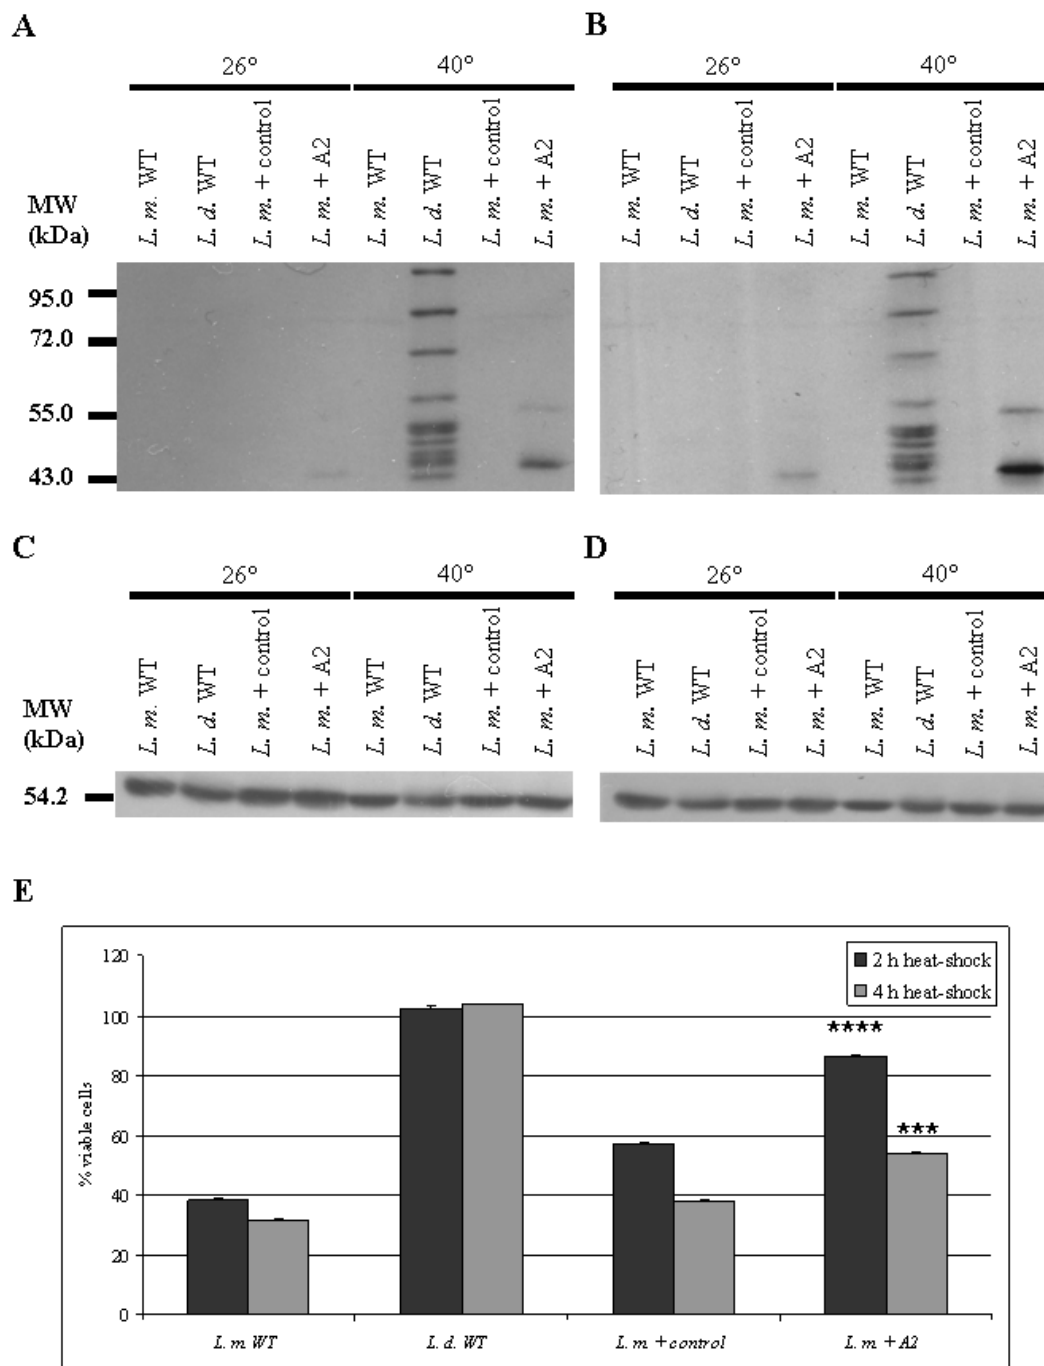 A
26° 40°
L. m. WT
L. d. WT
L. m. + control
L. m. + A2
L. m. WT
L. d. WT
L. m. + control
L. m. + A2
MW
(kDa)
95.0
72.0
55.0
43.0
B
26° 40°
L. m. WT
L. d. WT
L. m. + control
L. m. + A2
L. m. WT
L. d. WT
L. m. + control
L. m. + A2
C
26° 40°
L. m. WT
L. d. WT
L. m. + control
L. m. + A2
L. m. WT
L. d. WT
L. m. + control
L. m. + A2
MW
(kDa)
54.2
D
26° 40°
L. m. WT
L. d. WT
L. m. + control
L. m. + A2
L. m. WT
L. d. WT
L. m. + control
L. m. + A2
E
% viable cells
120
100
80
60
40
20
0
2 h heat-shock
4 h heat-shock
****
***
L. m. WT L. d. WT L. m. + control L. m. + A2